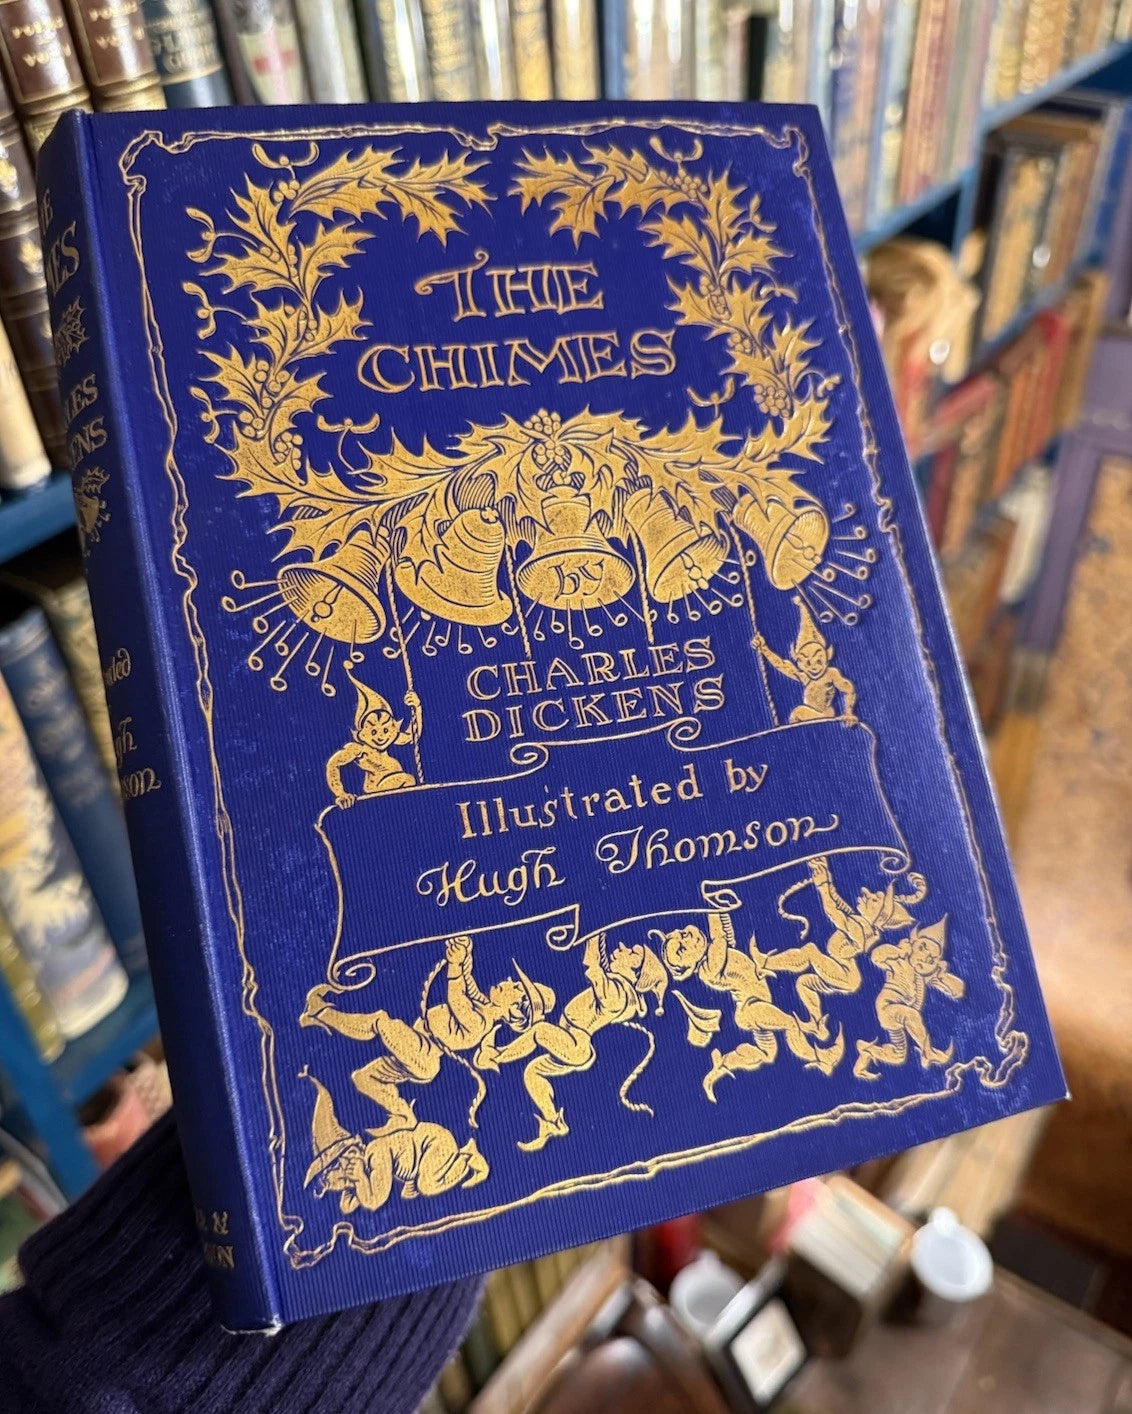 THE
CHIMES
by
CHARLES
DICKENS
Illustrated by
Hugh Thomson